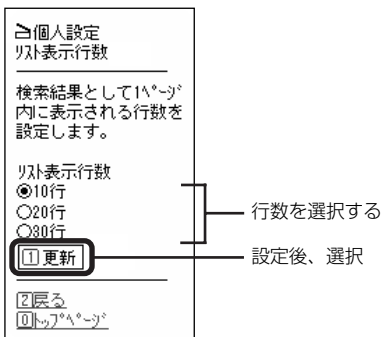 個人設定
ﾘｽﾄ表示行数
検索結果として1ﾍﾟｰｼﾞ
内に表示される行数を
設定します。
ﾘｽﾄ表示行数
◉10行
○20行
○30行
行数を選択する
1 更新
設定後、選択
2戻る
0ﾄｯﾌﾟﾍﾟｰｼﾞ